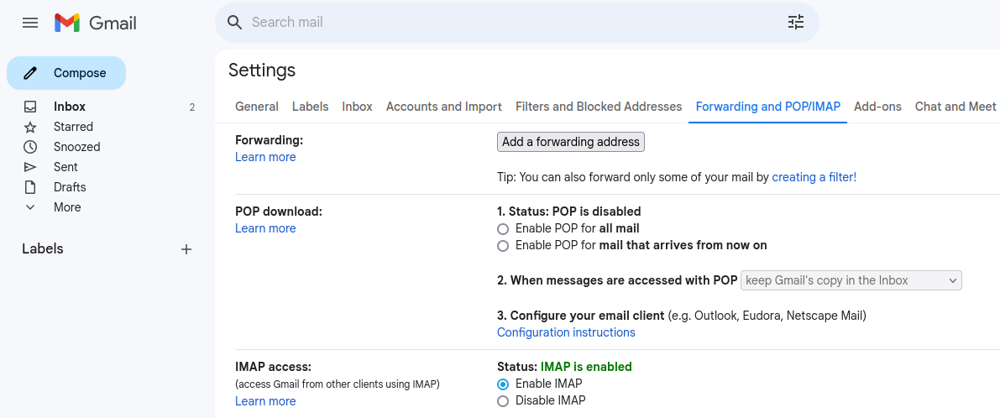 Gmail
Search mail
Compose
Inbox 2
Starred
Snoozed
Sent
Drafts
More
Labels
Settings
General Labels Inbox Accounts and Import Filters and Blocked Addresses Forwarding and POP/IMAP Add-ons Chat and Meet
Forwarding:
Learn more
Add a forwarding address
Tip: You can also forward only some of your mail by creating a filter!
POP download:
Learn more
1. Status: POP is disabled
Enable POP for all mail
Enable POP for mail that arrives from now on
2. When messages are accessed with POP keep Gmail's copy in the Inbox
3. Configure your email client (e.g. Outlook, Eudora, Netscape Mail)
Configuration instructions
IMAP access:
(access Gmail from other clients using IMAP)
Learn more
Status: IMAP is enabled
Enable IMAP
Disable IMAP